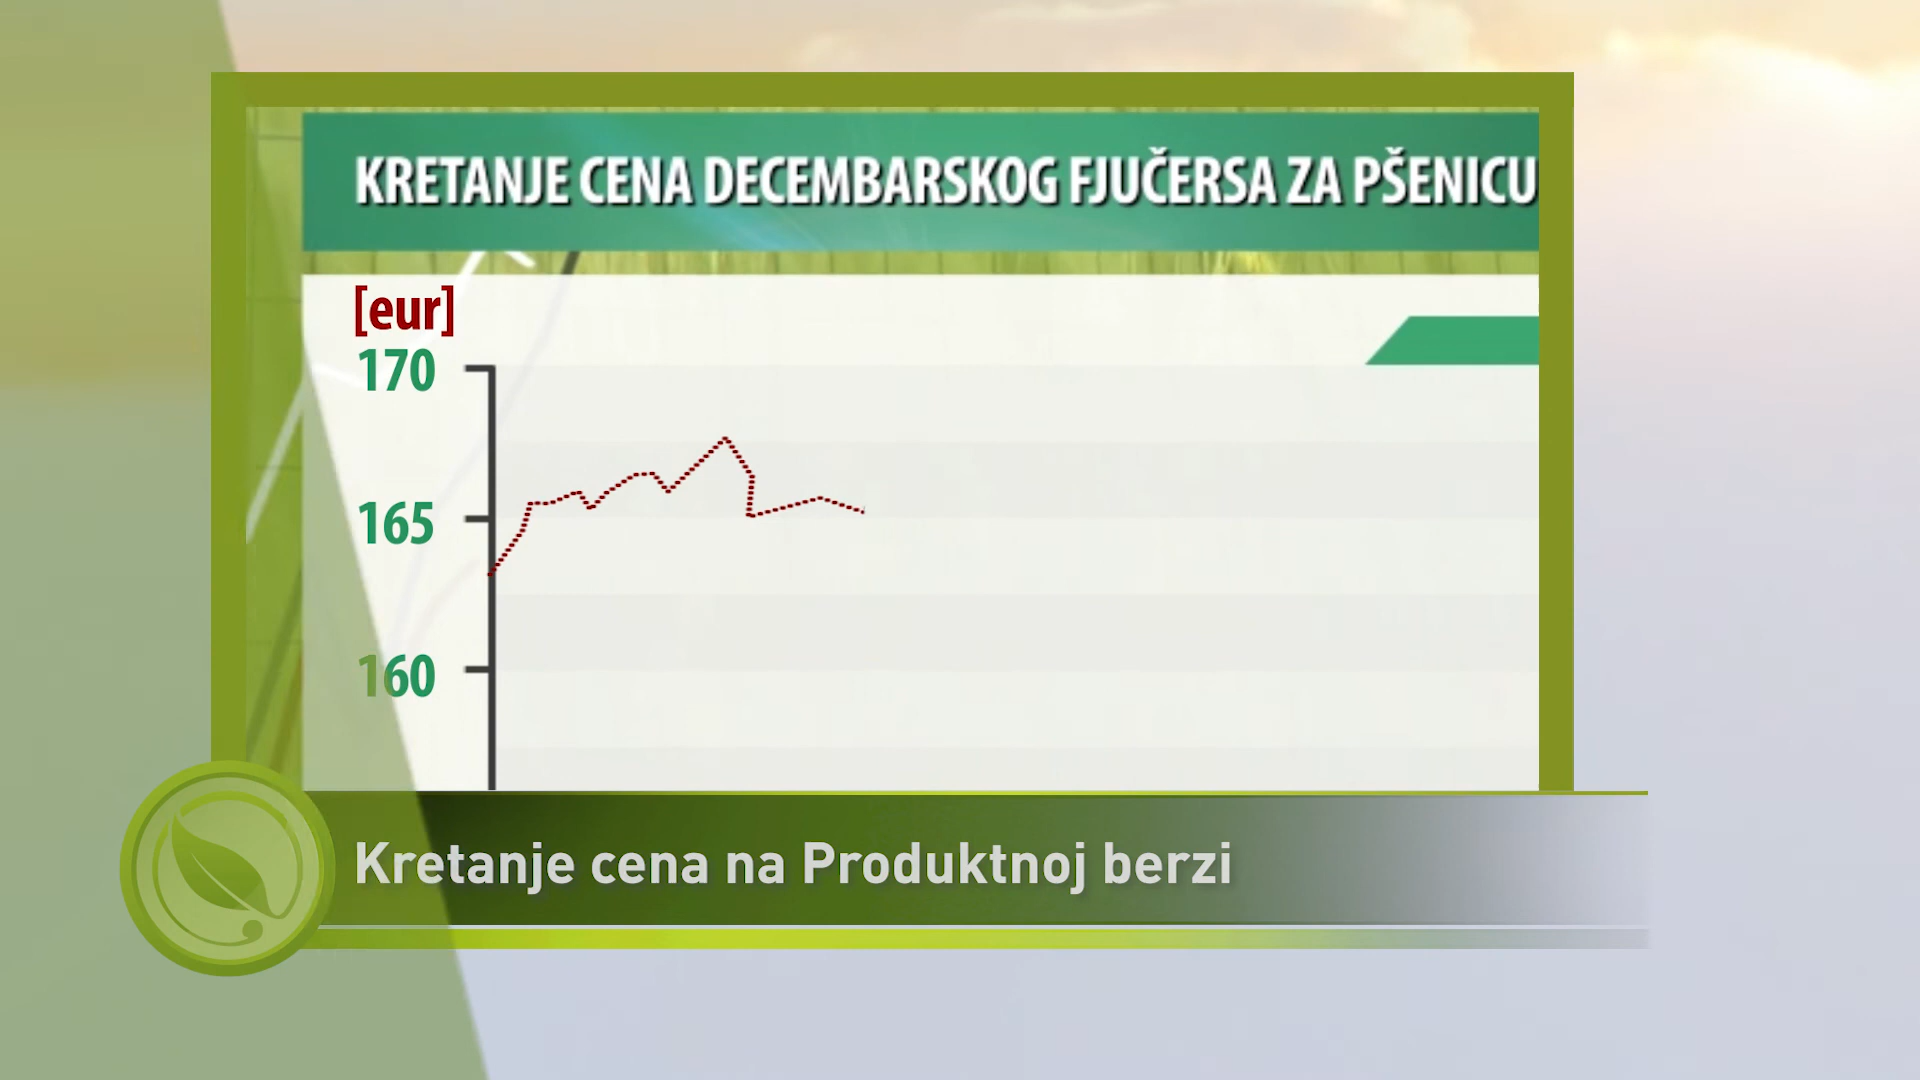 KRETANJE CENA DECEMBARSKOG FJUČERSA ZA PŠENICU
[eur]
170
165
160
Kretanje cena na Produktnoj berzi